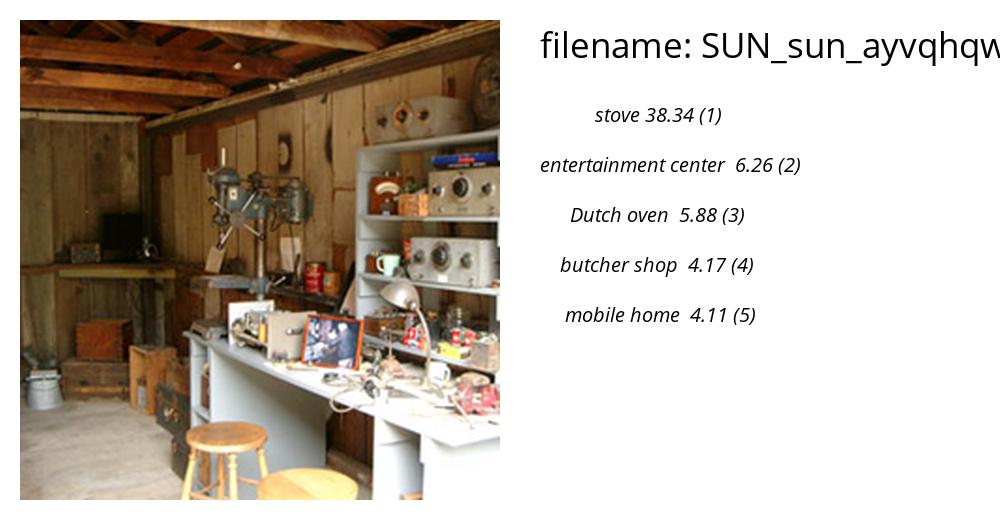 filename: SUN_sun_ayvqhqw
stove 38.34 (1)
entertainment center 6.26 (2)
Dutch oven 5.88 (3)
butcher shop 4.17 (4)
mobile home 4.11 (5)